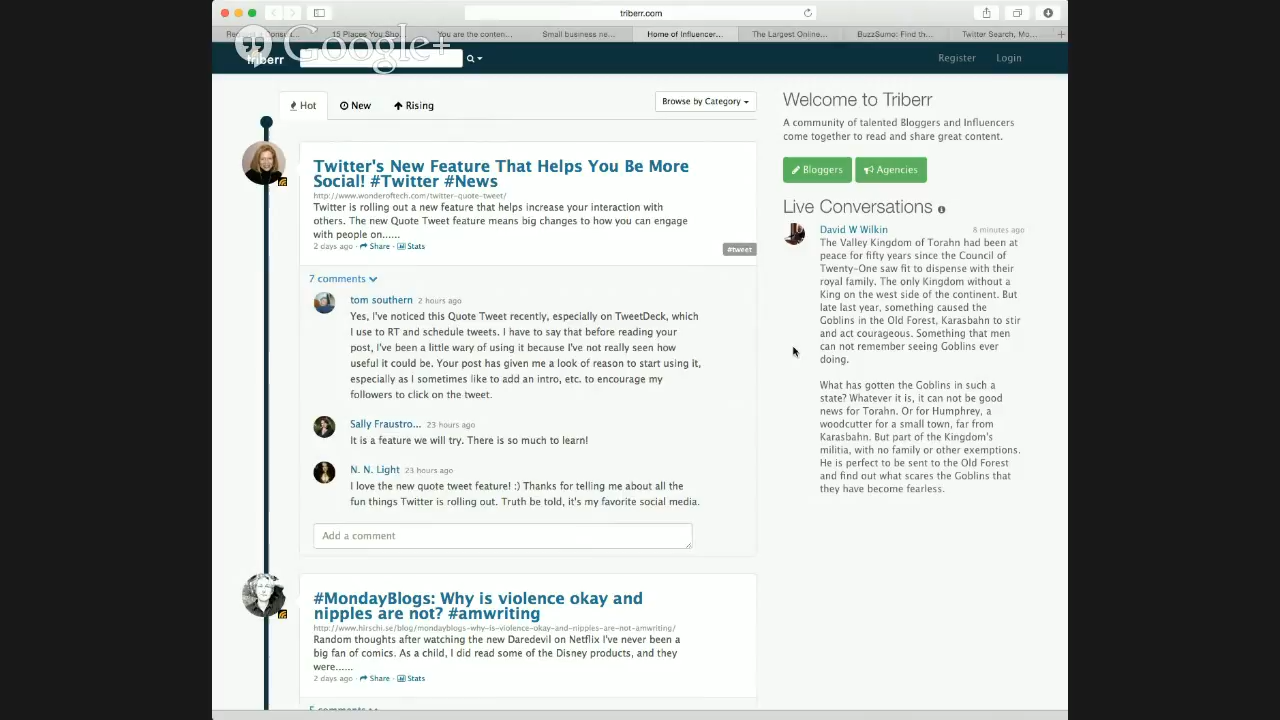 triberr.com
15 Places You Sho...
You are the conten...
Small business ne...
Home of Influencer...
The Largest Online...
BuzzSumo: Find th...
Twitter Search, Mo...
Google+
triberr
Register Login
Hot New Rising
Browse by Category
Twitter's New Feature That Helps You Be More
Social! #Twitter #News
http://www.wonderoftech.com/twitter-quote-tweet/
Twitter is rolling out a new feature that helps increase your interaction with
others. The new Quote Tweet feature means big changes to how you can engage
with people on......
2 days ago · Share · Stats
#tweet
7 comments
tom southern 2 hours ago
Yes, I've noticed this Quote Tweet recently, especially on TweetDeck, which
I use to RT and schedule tweets. I have to say that before reading your
post, I've been a little wary of using it because I've not really seen how
useful it could be. Your post has given me a look of reason to start using it,
especially as I sometimes like to add an intro, etc. to encourage my
followers to click on the tweet.
Sally Fraustro... 23 hours ago
It is a feature we will try. There is so much to learn!
N. N. Light 23 hours ago
I love the new quote tweet feature! :) Thanks for telling me about all the
fun things Twitter is rolling out. Truth be told, it's my favorite social media.
Add a comment
#MondayBlogs: Why is violence okay and
nipples are not? #amwriting
http://www.hirschi.se/blog/mondayblogs-why-is-violence-okay-and-nipples-are-not-amwriting/
Random thoughts after watching the new Daredevil on Netflix I've never been a
big fan of comics. As a child, I did read some of the Disney products, and they
were......
2 days ago · Share · Stats
5 comments
Welcome to Triberr
A community of talented Bloggers and Influencers
come together to read and share great content.
Bloggers Agencies
Live Conversations
David W Wilkin 8 minutes ago
The Valley Kingdom of Torahn had been at
peace for fifty years since the Council of
Twenty-One saw fit to dispense with their
royal family. The only Kingdom without a
King on the west side of the continent. But
late last year, something caused the
Goblins in the Old Forest, Karasbahn to stir
and act courageous. Something that men
can not remember seeing Goblins ever
doing.
What has gotten the Goblins in such a
state? Whatever it is, it can not be good
news for Torahn. Or for Humphrey, a
woodcutter for a small town, far from
Karasbahn. But part of the Kingdom's
militia, with no family or other exemptions.
He is perfect to be sent to the Old Forest
and find out what scares the Goblins that
they have become fearless.